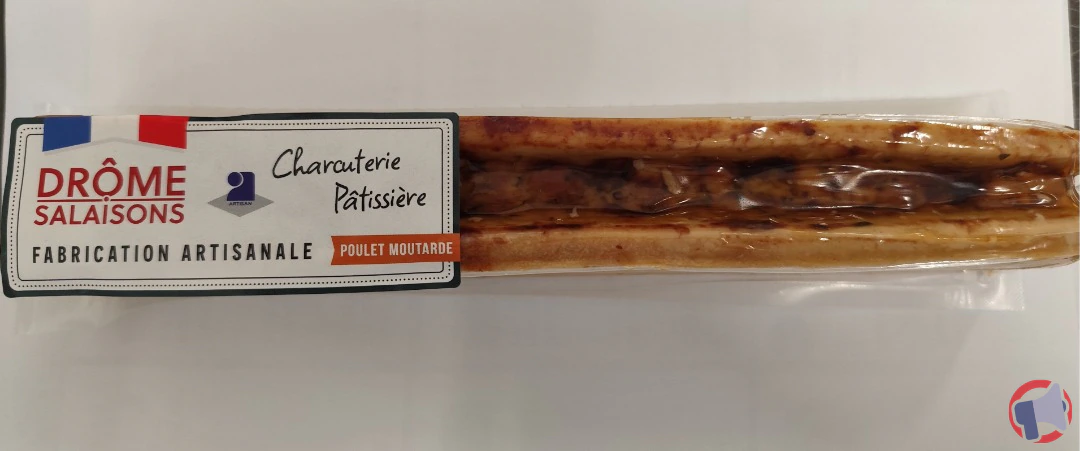 DRÔME
SALAISONS
ARTISAN
Charcuterie
Pâtissière
FABRICATION ARTISANALE
POULET MOUTARDE